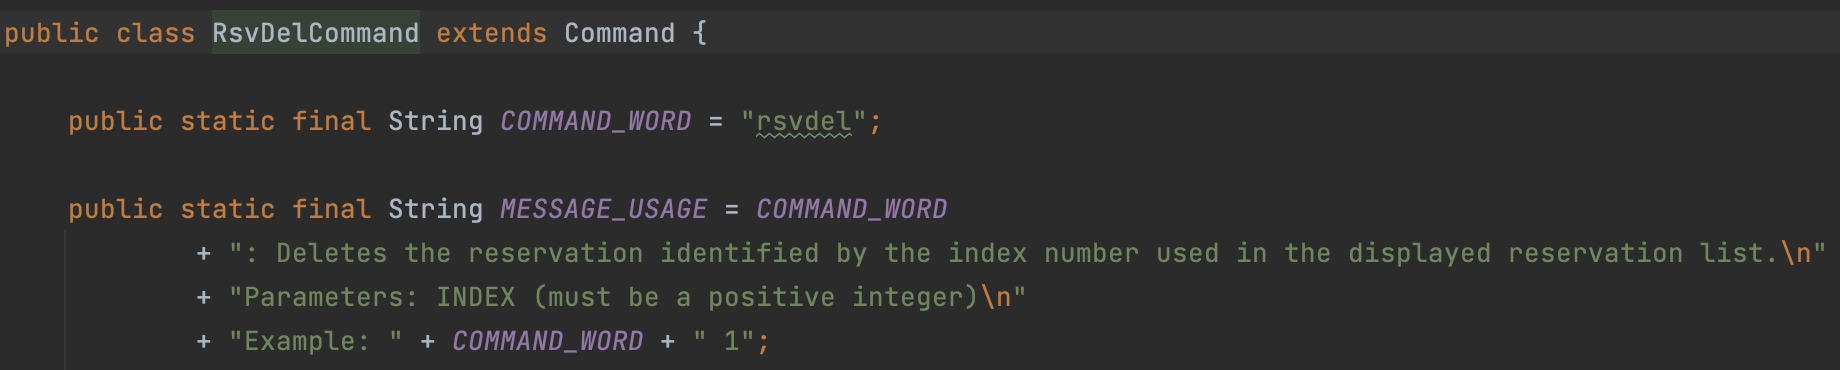 public class RsvDelCommand extends Command {
public static final String COMMAND_WORD = "rsvdel";
public static final String MESSAGE_USAGE = COMMAND_WORD
+ ": Deletes the reservation identified by the index number used in the displayed reservation list.\n"
+ "Parameters: INDEX (must be a positive integer)\n"
+ "Example: " + COMMAND_WORD + " 1";